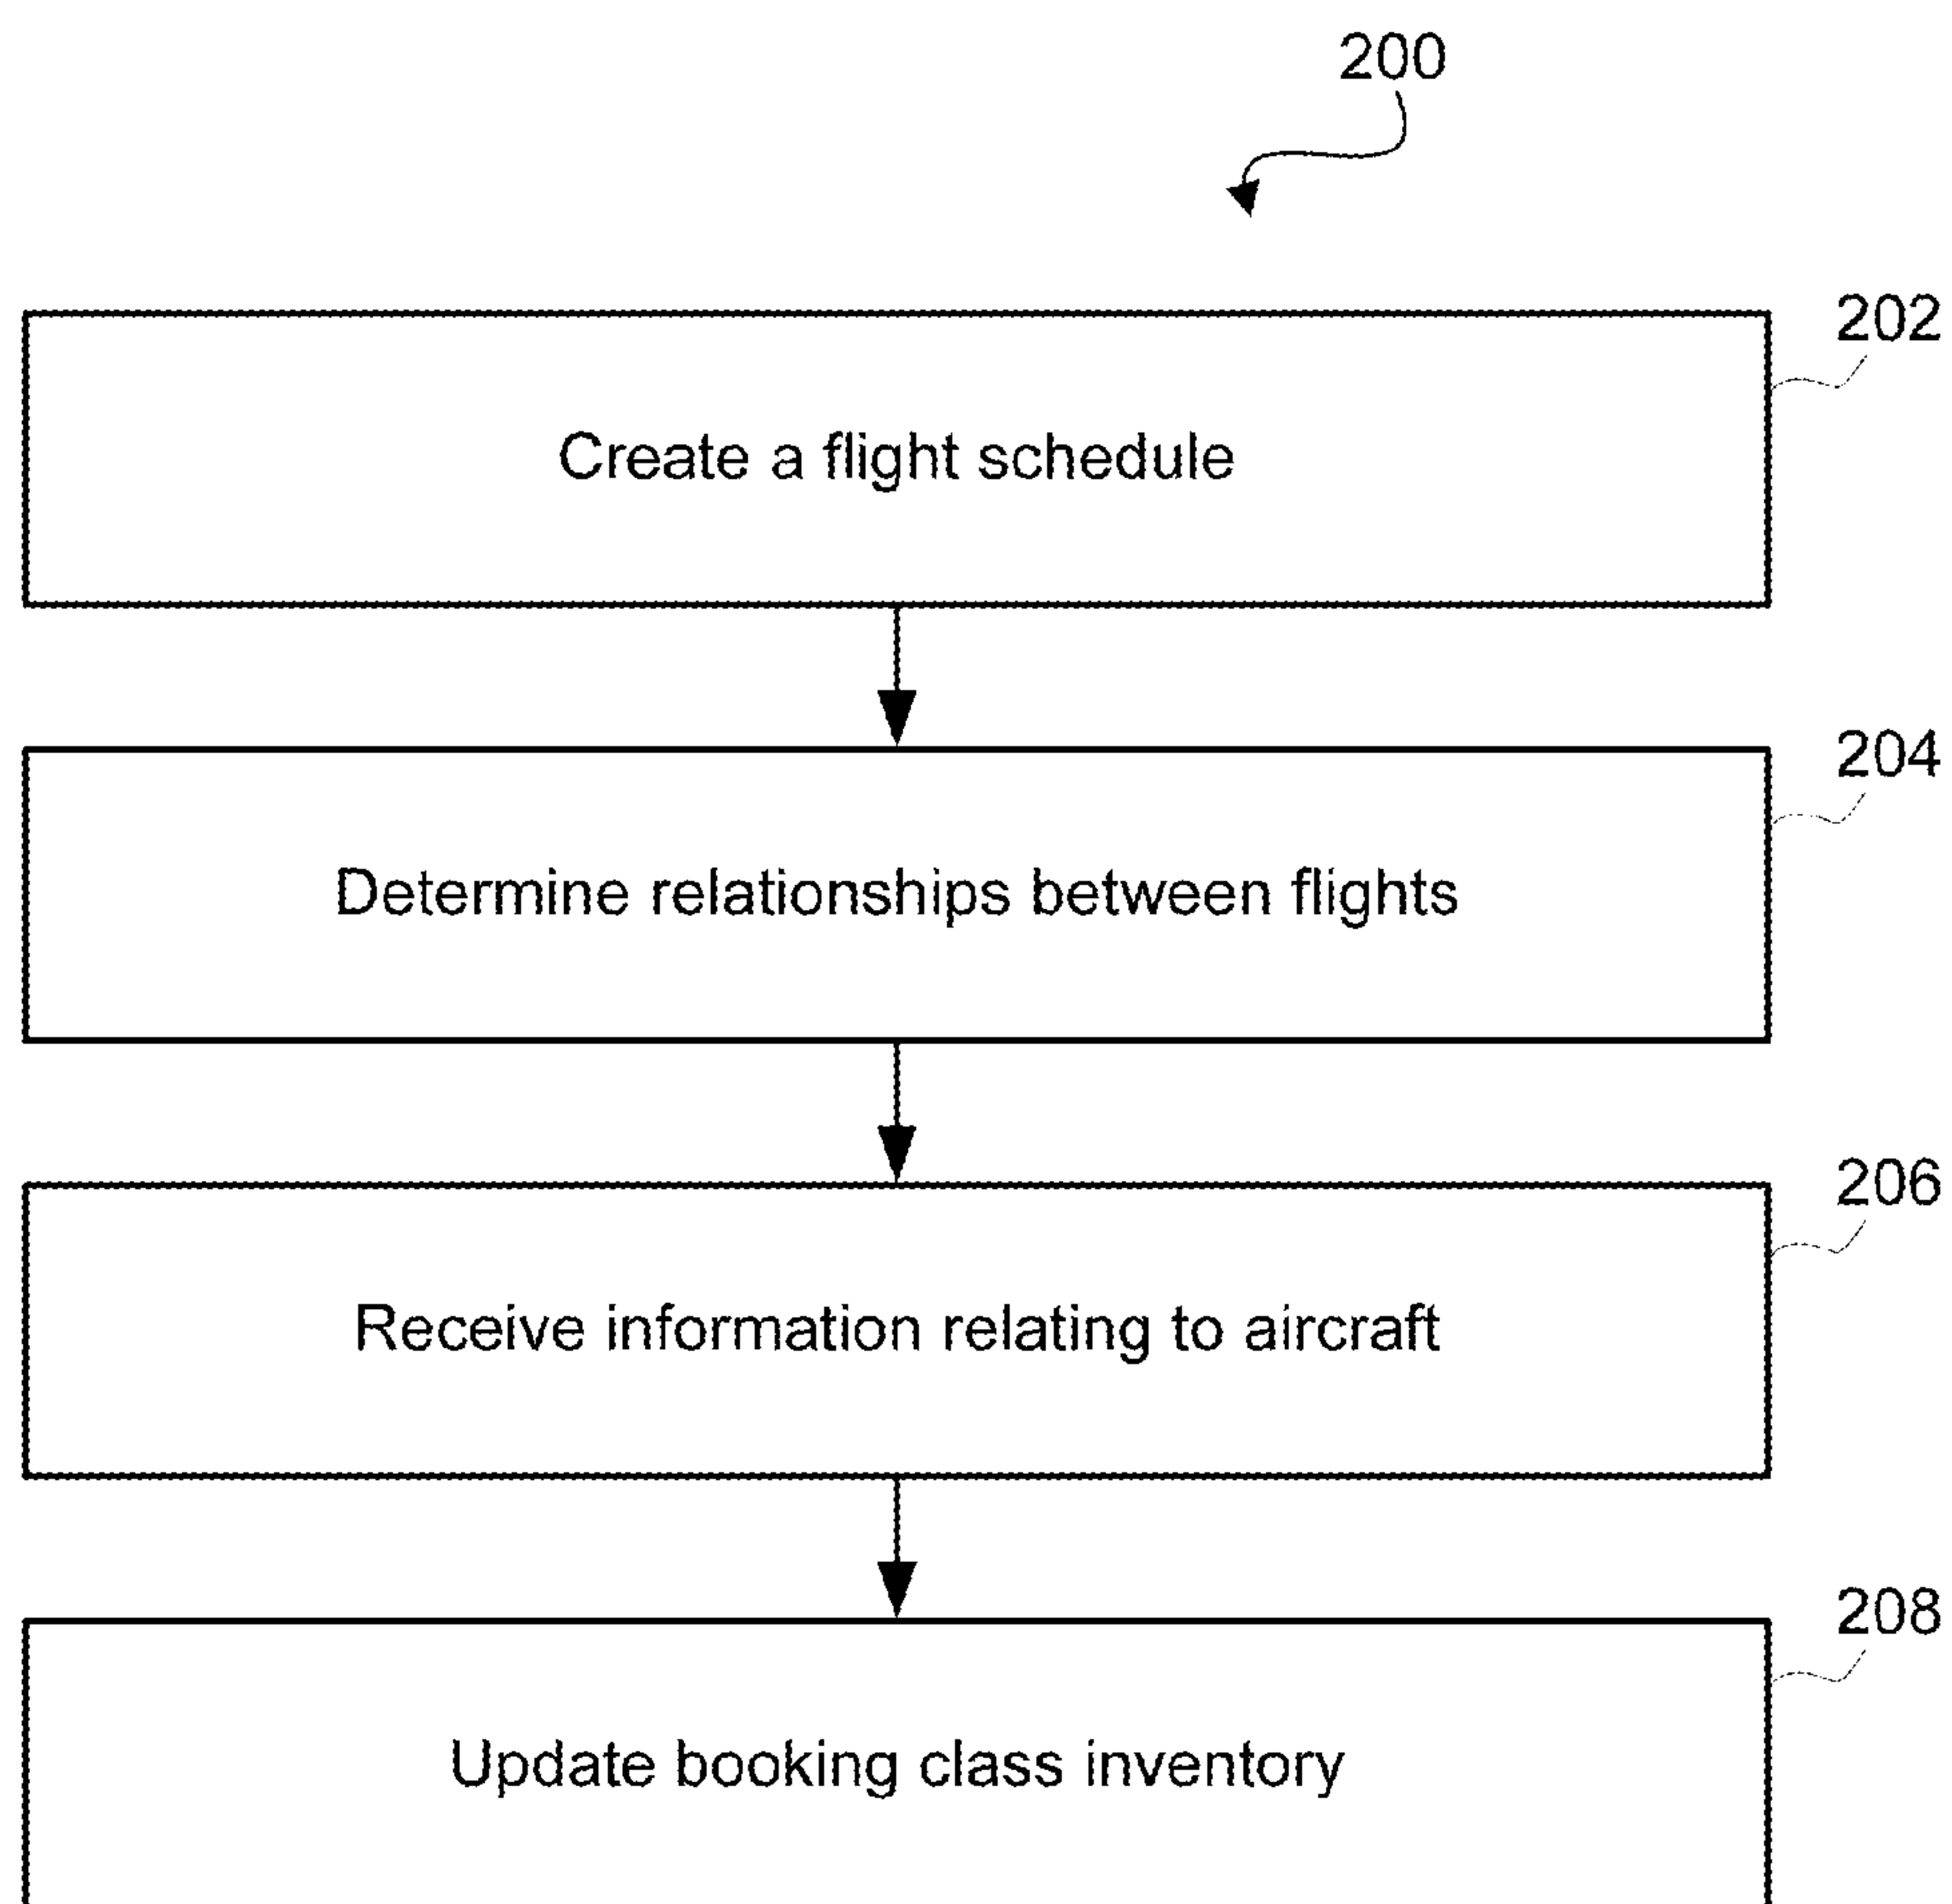 200
202
Create a flight schedule
204
Determine relationships between flights
206
Receive information relating to aircraft
208
Update booking class inventory